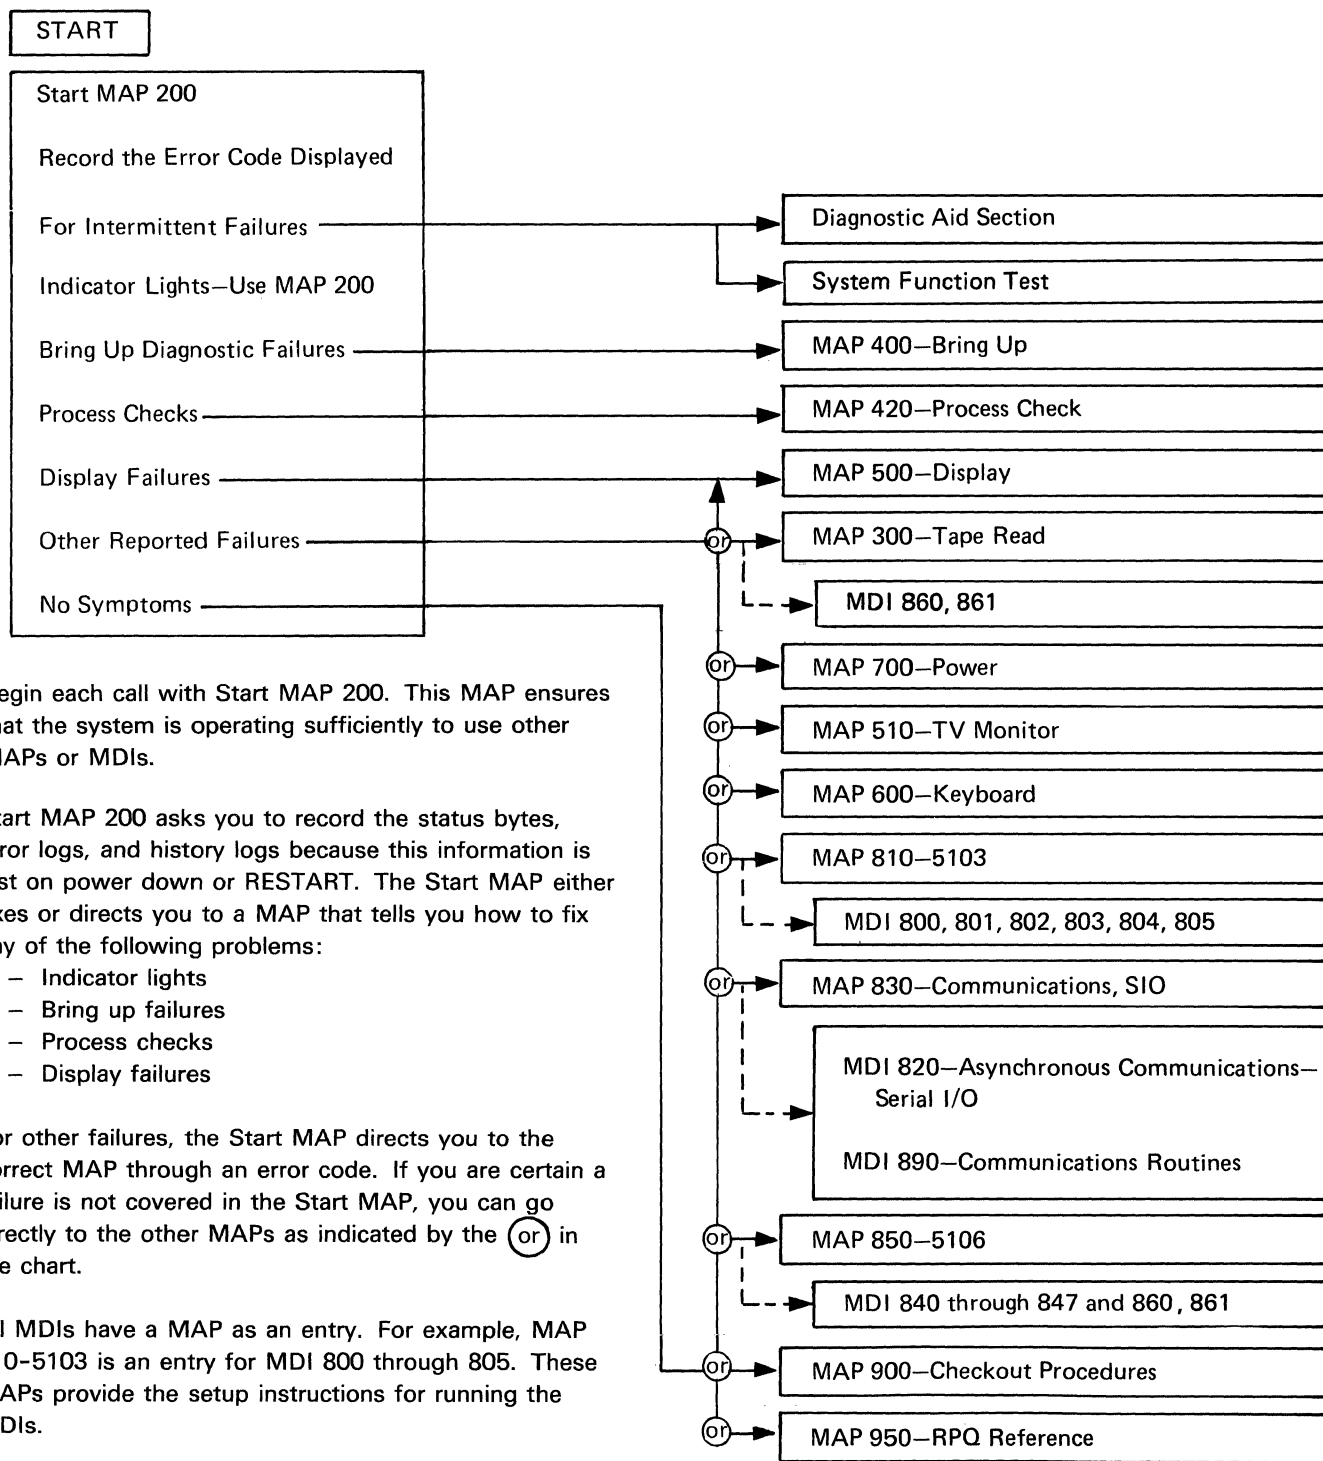 START
Start MAP 200
Record the Error Code Displayed
For Intermittent Failures
Indicator Lights—Use MAP 200
Bring Up Diagnostic Failures
Process Checks
Display Failures
Other Reported Failures
No Symptoms
Diagnostic Aid Section
System Function Test
MAP 400—Bring Up
MAP 420—Process Check
MAP 500—Display
or
MAP 300—Tape Read
MDI 860, 861
or
MAP 700—Power
or
MAP 510—TV Monitor
or
MAP 600—Keyboard
or
MAP 810—5103
MDI 800, 801, 802, 803, 804, 805
or
MAP 830—Communications, SIO
MDI 820—Asynchronous Communications—
Serial I/O
MDI 890—Communications Routines
or
MAP 850—5106
MDI 840 through 847 and 860, 861
or
MAP 900—Checkout Procedures
or
MAP 950—RPQ Reference
egin each call with Start MAP 200. This MAP ensures
at the system is operating sufficiently to use other
APs or MDIs.
art MAP 200 asks you to record the status bytes,
ror logs, and history logs because this information is
st on power down or RESTART. The Start MAP either
xes or directs you to a MAP that tells you how to fix
ny of the following problems:
– Indicator lights
– Bring up failures
– Process checks
– Display failures
or other failures, the Start MAP directs you to the
orrect MAP through an error code. If you are certain a
ilure is not covered in the Start MAP, you can go
rectly to the other MAPs as indicated by the or in
e chart.
l MDIs have a MAP as an entry. For example, MAP
0-5103 is an entry for MDI 800 through 805. These
APs provide the setup instructions for running the
DIs.